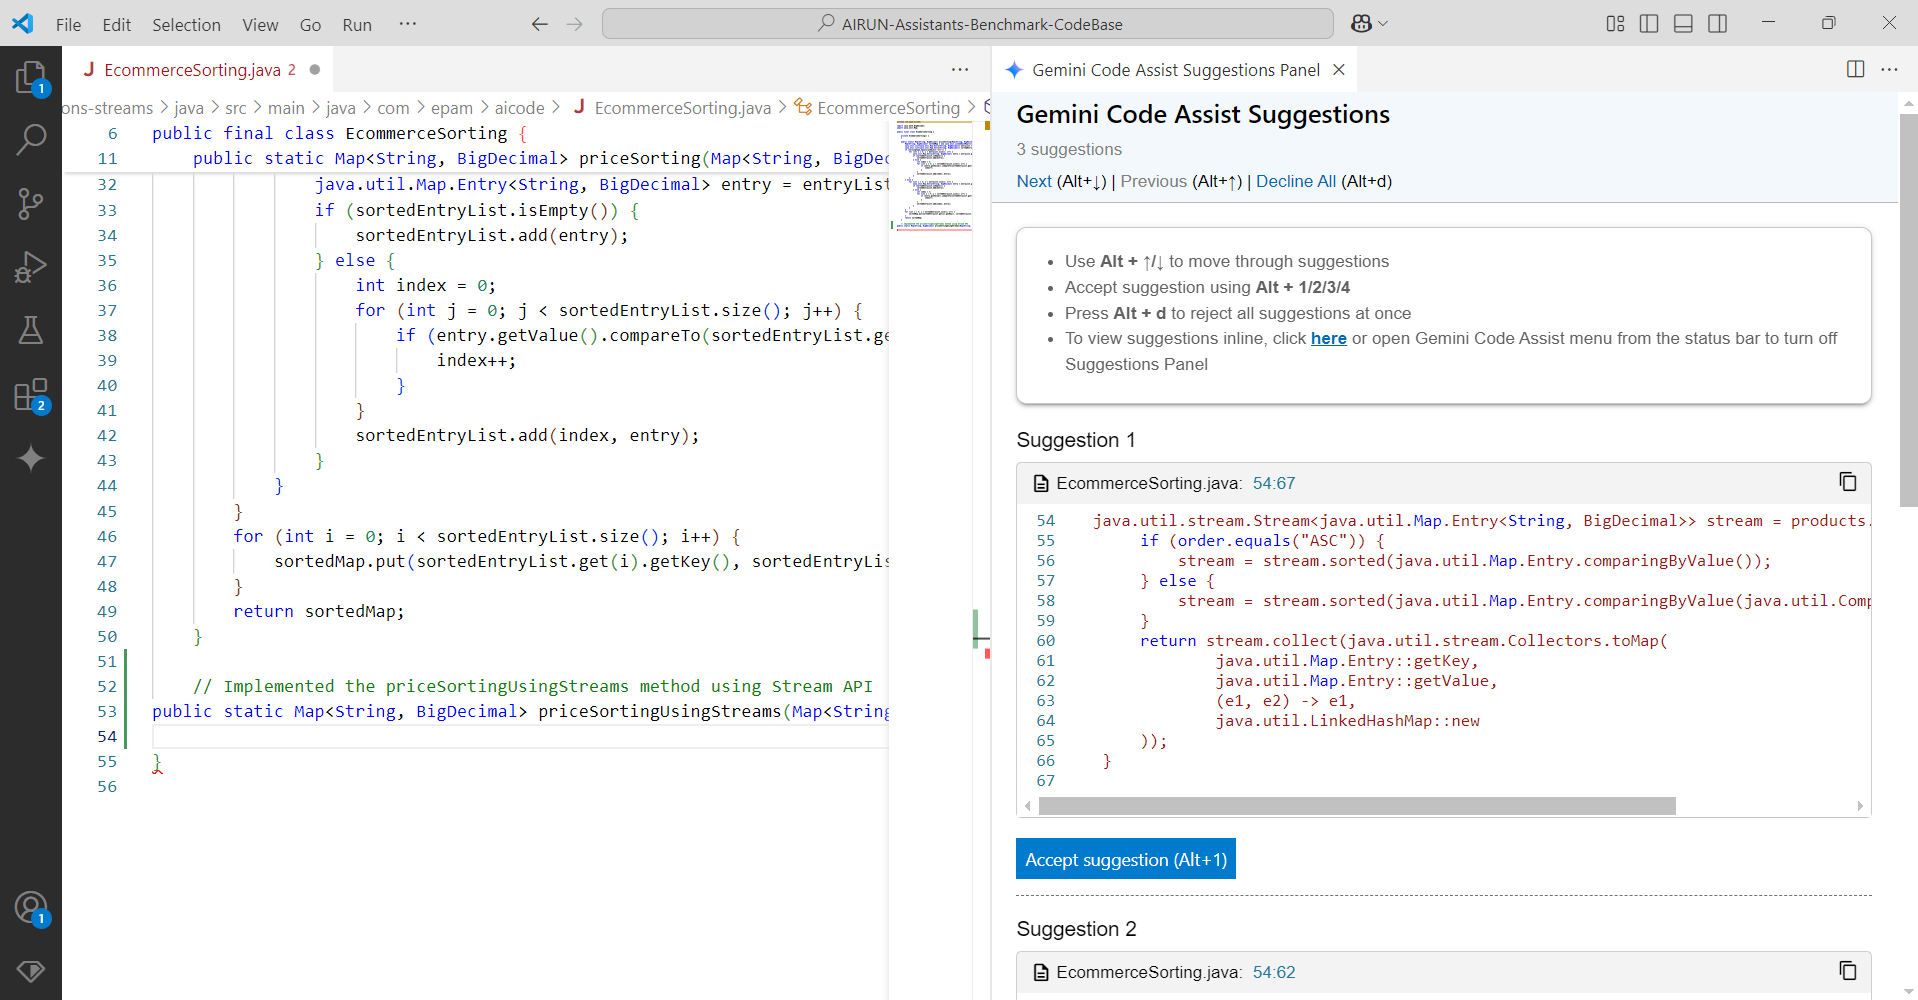 File Edit Selection View Go Run ···
AIRUN-Assistants-Benchmark-CodeBase
EcommerceSorting.java 2
ons-streams > java > src > main > java > com > epam > aicode > J EcommerceSorting.java > EcommerceSorting >
6 public final class EcommerceSorting {
11 public static Map<String, BigDecimal> priceSorting(Map<String, BigDec
32 java.util.Map.Entry<String, BigDecimal> entry = entryList
33 if (sortedEntryList.isEmpty()) {
34 sortedEntryList.add(entry);
35 } else {
36 int index = 0;
37 for (int j = 0; j < sortedEntryList.size(); j++) {
38 if (entry.getValue().compareTo(sortedEntryList.ge
39 index++;
40 }
41 }
42 sortedEntryList.add(index, entry);
43 }
44 }
45 }
46 for (int i = 0; i < sortedEntryList.size(); i++) {
47 sortedMap.put(sortedEntryList.get(i).getKey(), sortedEntryLis
48 }
49 return sortedMap;
50 }
51
52 // Implemented the priceSortingUsingStreams method using Stream API
53 public static Map<String, BigDecimal> priceSortingUsingStreams(Map<String
54
55 }
56
1
2
1
Gemini Code Assist Suggestions Panel
Gemini Code Assist Suggestions
3 suggestions
Next (Alt+↓) | Previous (Alt+↑) | Decline All (Alt+d)
• Use Alt + ↑/↓ to move through suggestions
• Accept suggestion using Alt + 1/2/3/4
• Press Alt + d to reject all suggestions at once
• To view suggestions inline, click here or open Gemini Code Assist menu from the status bar to turn off
Suggestions Panel
Suggestion 1
EcommerceSorting.java: 54:67
54 java.util.stream.Stream<java.util.Map.Entry<String, BigDecimal>> stream = products.
55 if (order.equals("ASC")) {
56 stream = stream.sorted(java.util.Map.Entry.comparingByValue());
57 } else {
58 stream = stream.sorted(java.util.Map.Entry.comparingByValue(java.util.Comp
59 }
60 return stream.collect(java.util.stream.Collectors.toMap(
61 java.util.Map.Entry::getKey,
62 java.util.Map.Entry::getValue,
63 (e1, e2) -> e1,
64 java.util.LinkedHashMap::new
65 ));
66 }
67
Accept suggestion (Alt+1)
Suggestion 2
EcommerceSorting.java: 54:62